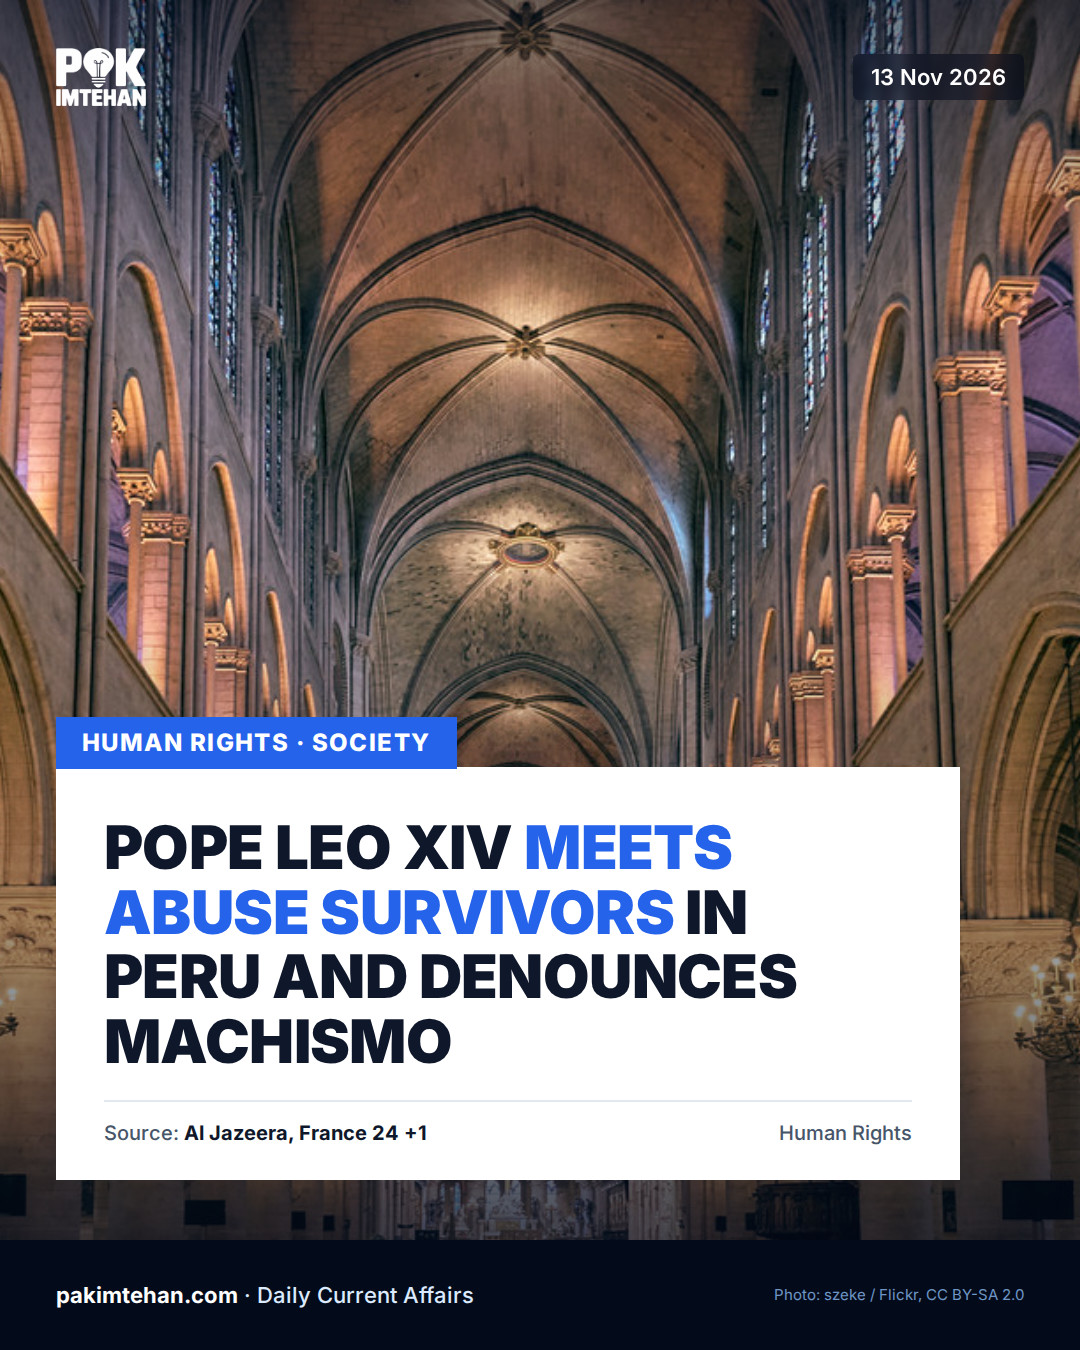 PAK
IMTEHAN
13 Nov 2026
HUMAN RIGHTS · SOCIETY
POPE LEO XIV MEETS
ABUSE SURVIVORS IN
PERU AND DENOUNCES
MACHISMO
Source: Al Jazeera, France 24 +1
Human Rights
pakimtehan.com · Daily Current Affairs
Photo: szeke / Flickr, CC BY-SA 2.0